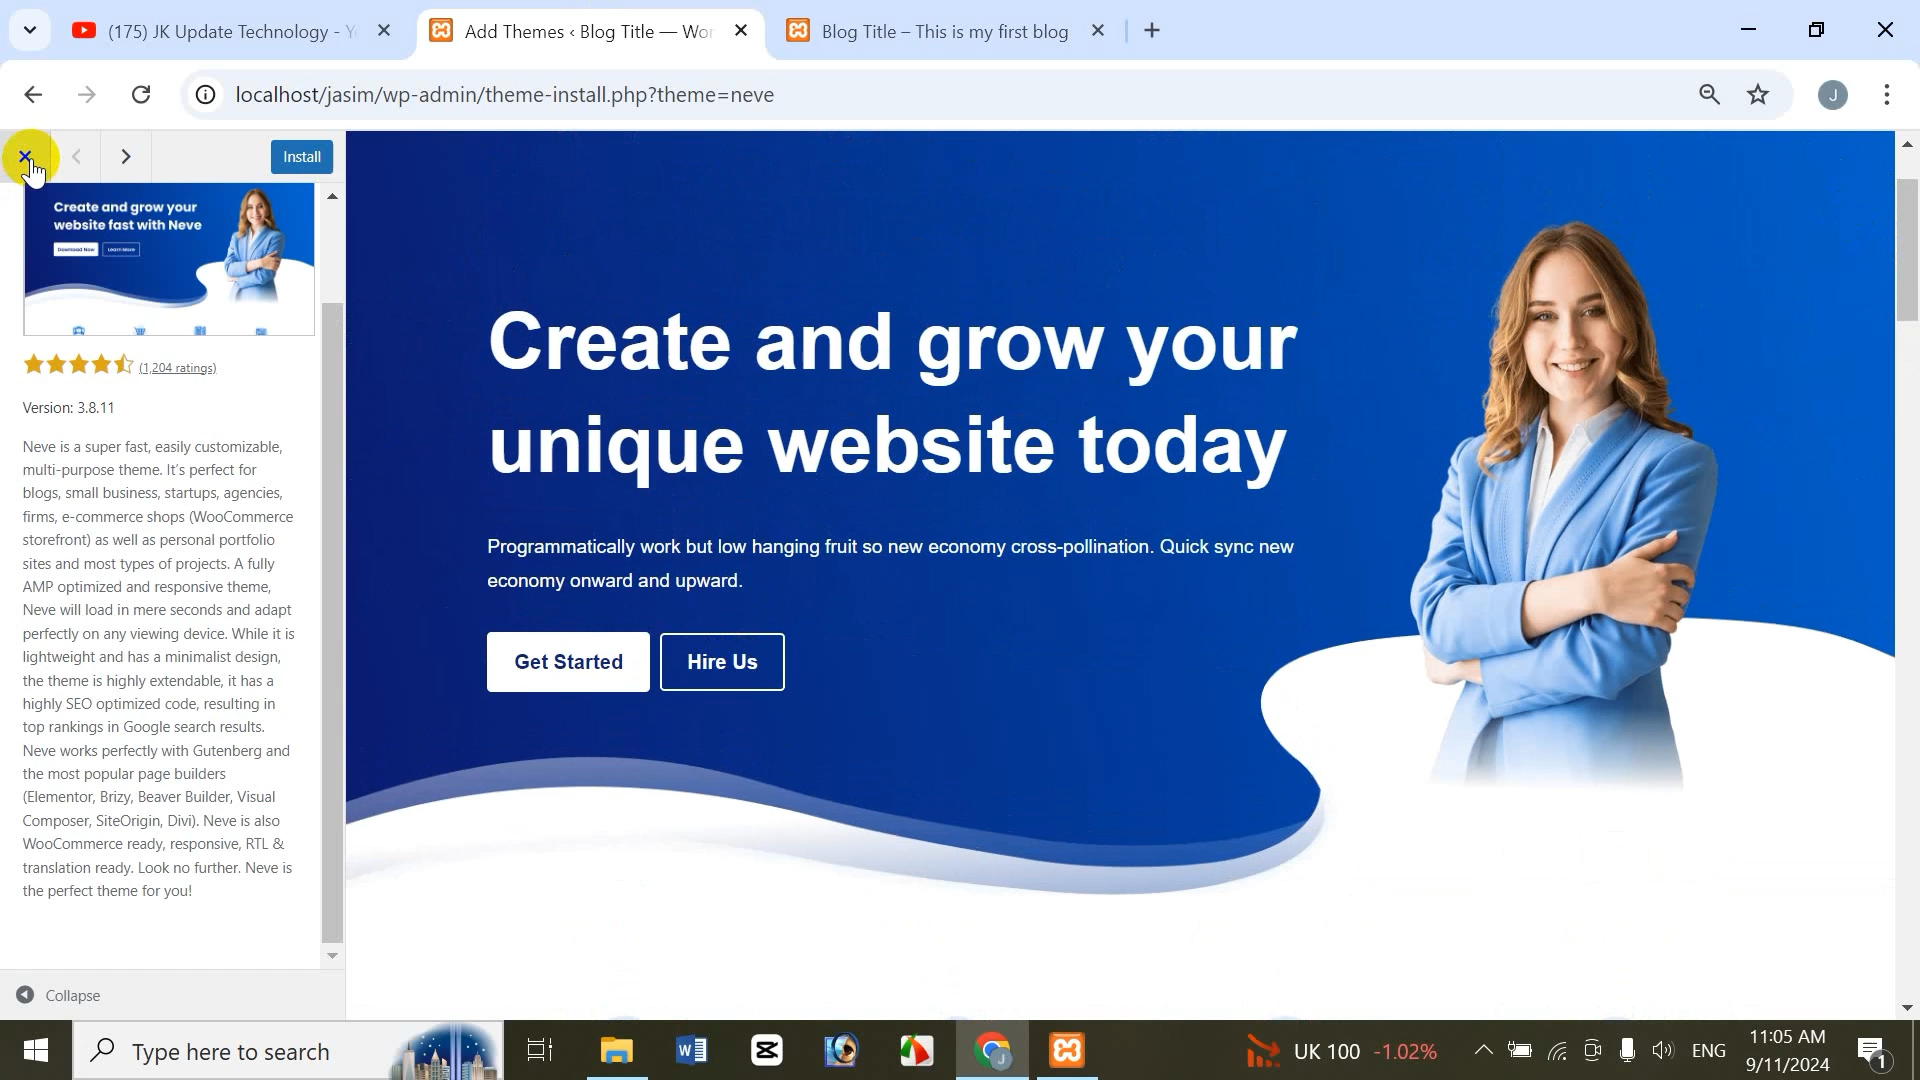 (175) JK Update Technology - Y
Add Themes ‹ Blog Title — Wor
Blog Title – This is my first blog
localhost/jasim/wp-admin/theme-install.php?theme=neve
J
Install
Create and grow your
website fast with Neve
Download Now
Learn More
(1,204 ratings)
Version: 3.8.11
Neve is a super fast, easily customizable,
multi-purpose theme. It's perfect for
blogs, small business, startups, agencies,
firms, e-commerce shops (WooCommerce
storefront) as well as personal portfolio
sites and most types of projects. A fully
AMP optimized and responsive theme,
Neve will load in mere seconds and adapt
perfectly on any viewing device. While it is
lightweight and has a minimalist design,
the theme is highly extendable, it has a
highly SEO optimized code, resulting in
top rankings in Google search results.
Neve works perfectly with Gutenberg and
the most popular page builders
(Elementor, Brizy, Beaver Builder, Visual
Composer, SiteOrigin, Divi). Neve is also
WooCommerce ready, responsive, RTL &
translation ready. Look no further. Neve is
the perfect theme for you!
Collapse
Create and grow your
unique website today
Programmatically work but low hanging fruit so new economy cross-pollination. Quick sync new
economy onward and upward.
Get Started
Hire Us
Type here to search
UK 100 -1.02%
ENG
11:05 AM
9/11/2024
1